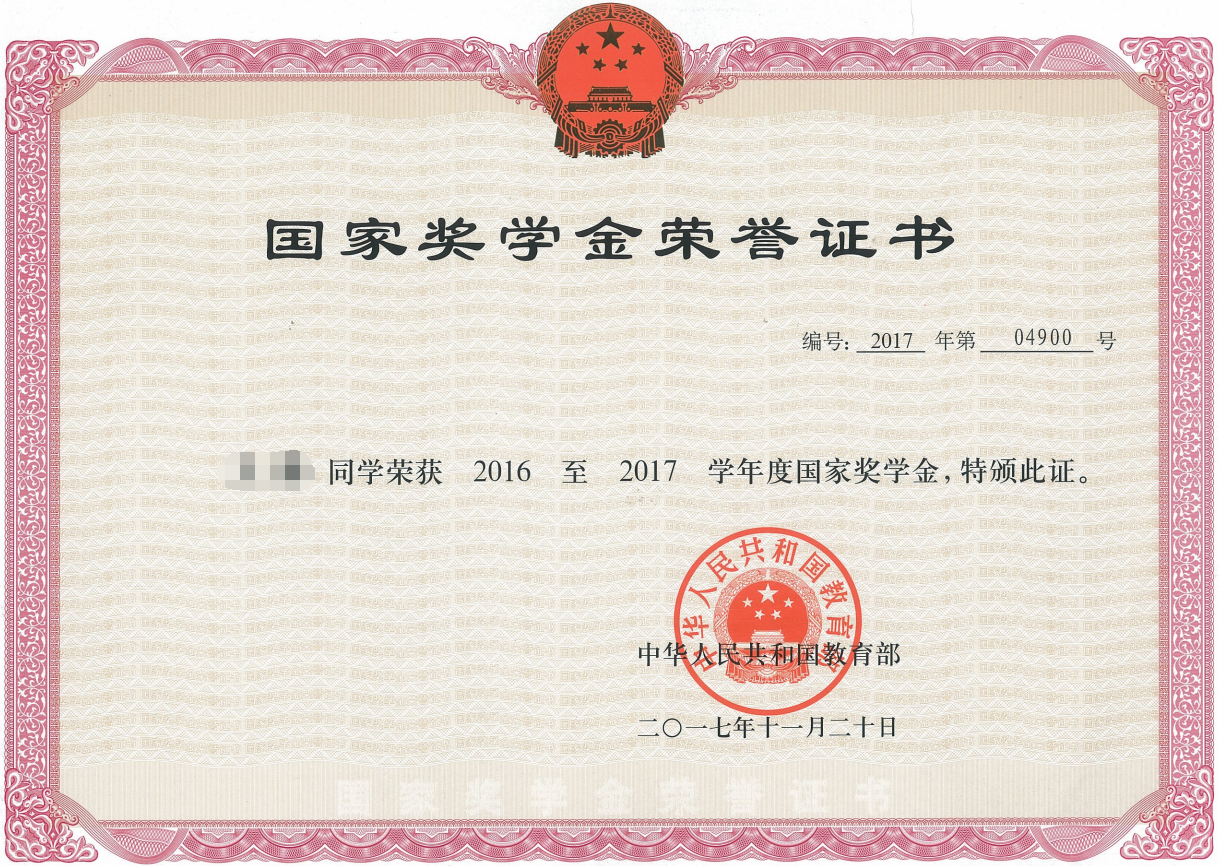 国家奖学金荣誉证书
编号: 2017 年第 04900 号
同学荣获 2016 至 2017 学年度国家奖学金,特颁此证。
中华人民共和国教育部
中华人民共和国教育部
二〇一七年十一月二十日
国家奖学金荣誉证书